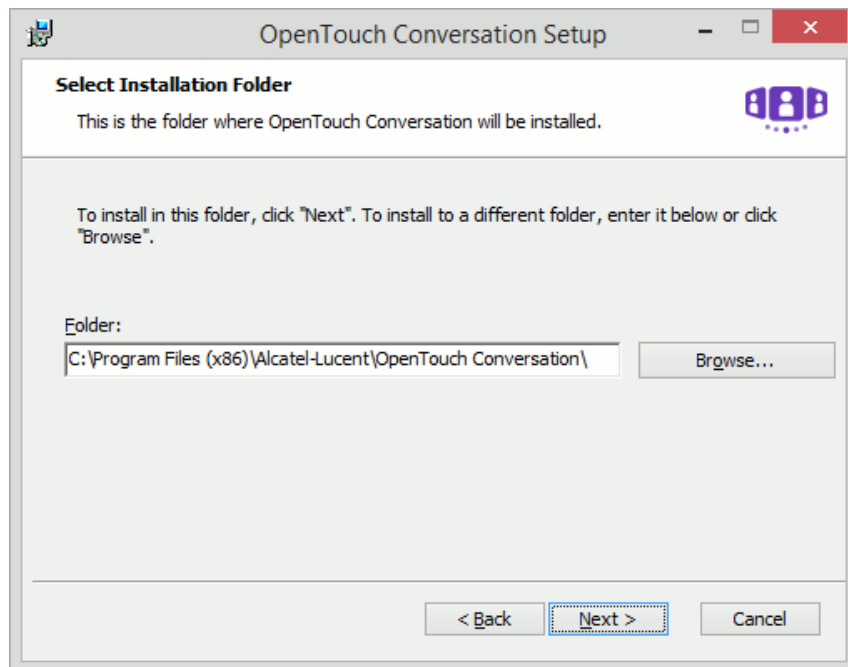 OpenTouch Conversation Setup
Select Installation Folder
This is the folder where OpenTouch Conversation will be installed.
To install in this folder, click "Next". To install to a different folder, enter it below or click
"Browse".
Folder:
C:\Program Files (x86)\Alcatel-Lucent\OpenTouch Conversation\
Browse...
< Back
Next >
Cancel